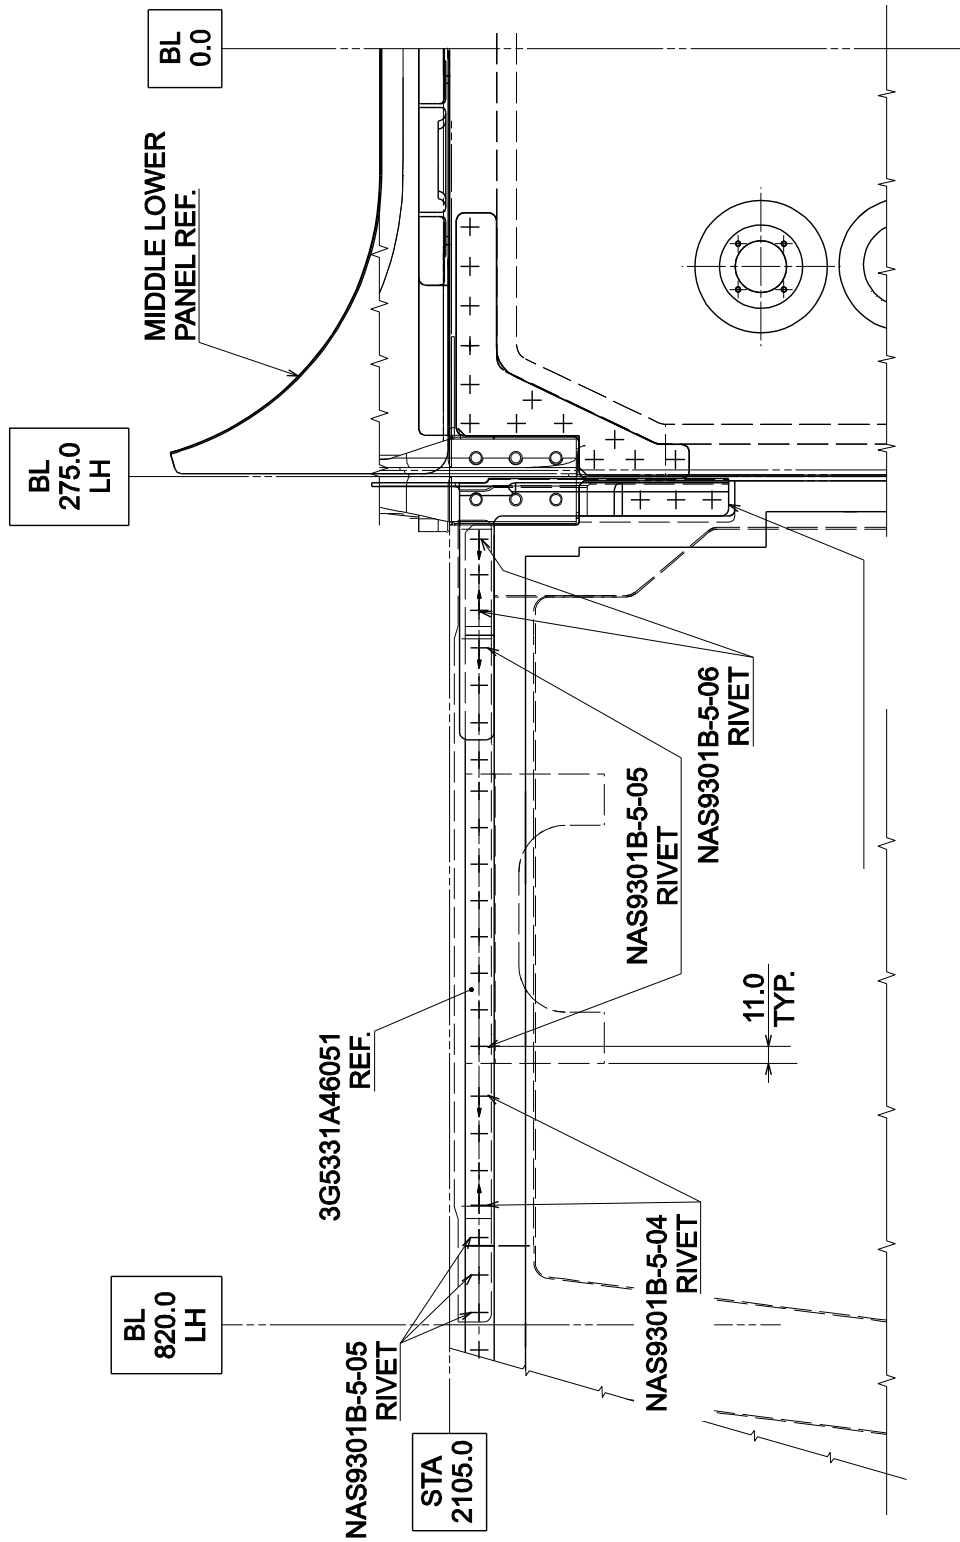 BL
0.0
MIDDLE LOWER
PANEL REF.
BL
275.0
LH
NAS9301B-5-06
RIVET
NAS9301B-5-05
RIVET
11.0
TYP.
3G5331A46051
REF.
NAS9301B-5-04
RIVET
BL
820.0
LH
NAS9301B-5-05
RIVET
STA
2105.0